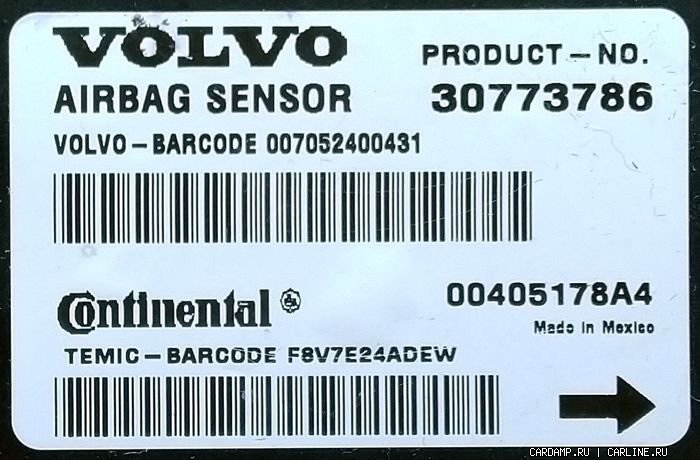 VOLVO
PRODUCT-NO.
AIRBAG SENSOR
30773786
VOLVO-BARCODE 007052400431
Continental
00405178A4
Made in Mexico
TEMIC-BARCODE F8V7E24ADEW
CARDAMP.RU | CARLINE.RU